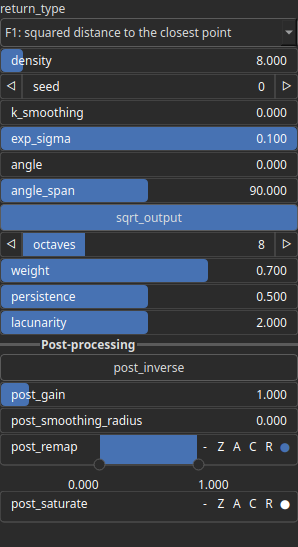 return_type
F1: squared distance to the closest point
density 8.000
seed 0
k_smoothing 0.000
exp_sigma 0.100
angle 0.000
angle_span 90.000
sqrt_output
octaves 8
weight 0.700
persistence 0.500
lacunarity 2.000
Post-processing
post_inverse
post_gain 1.000
post_smoothing_radius 0.000
post_remap - Z A C R
0.000 1.000
post_saturate - Z A C R